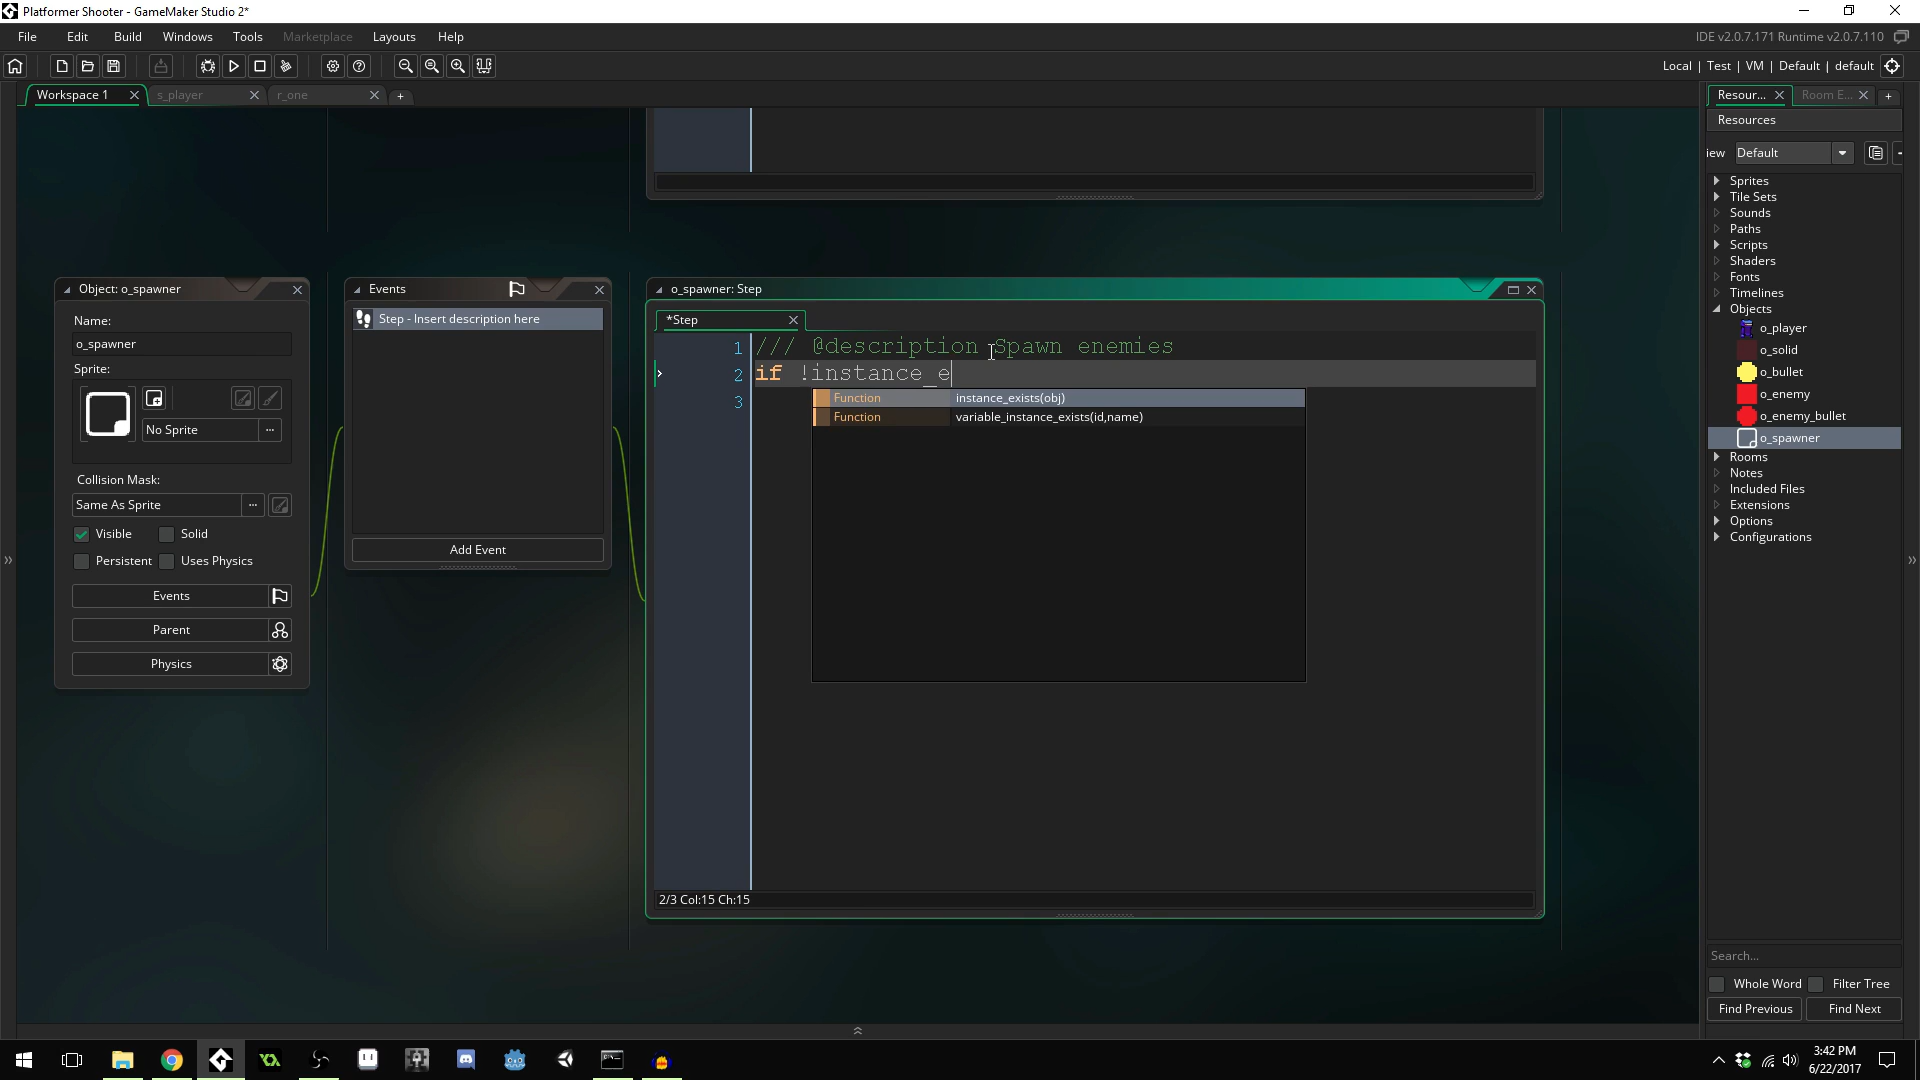 Platformer Shooter - GameMaker Studio 2*
File Edit Build Windows Tools Marketplace Layouts Help
IDE v2.0.7.171 Runtime v2.0.7.110
Local | Test | VM | Default | default
Workspace 1 s_player r_one +
Resour... Room E... +
Resources
iew Default
Sprites
Tile Sets
Sounds
Paths
Scripts
Shaders
Fonts
Timelines
Objects
o_player
o_solid
o_bullet
o_enemy
o_enemy_bullet
o_spawner
Rooms
Notes
Included Files
Extensions
Options
Configurations
Search...
Whole Word Filter Tree
Find Previous Find Next
Object: o_spawner
Name:
o_spawner
Sprite:
No Sprite ...
Collision Mask:
Same As Sprite ...
Visible Solid
Persistent Uses Physics
Events
Parent
Physics
Events
Step - Insert description here
Add Event
o_spawner: Step
*Step
1 /// @description Spawn enemies
2 if !instance_e
3
Function instance_exists(obj)
Function variable_instance_exists(id,name)
2/3 Col:15 Ch:15
3:42 PM
6/22/2017